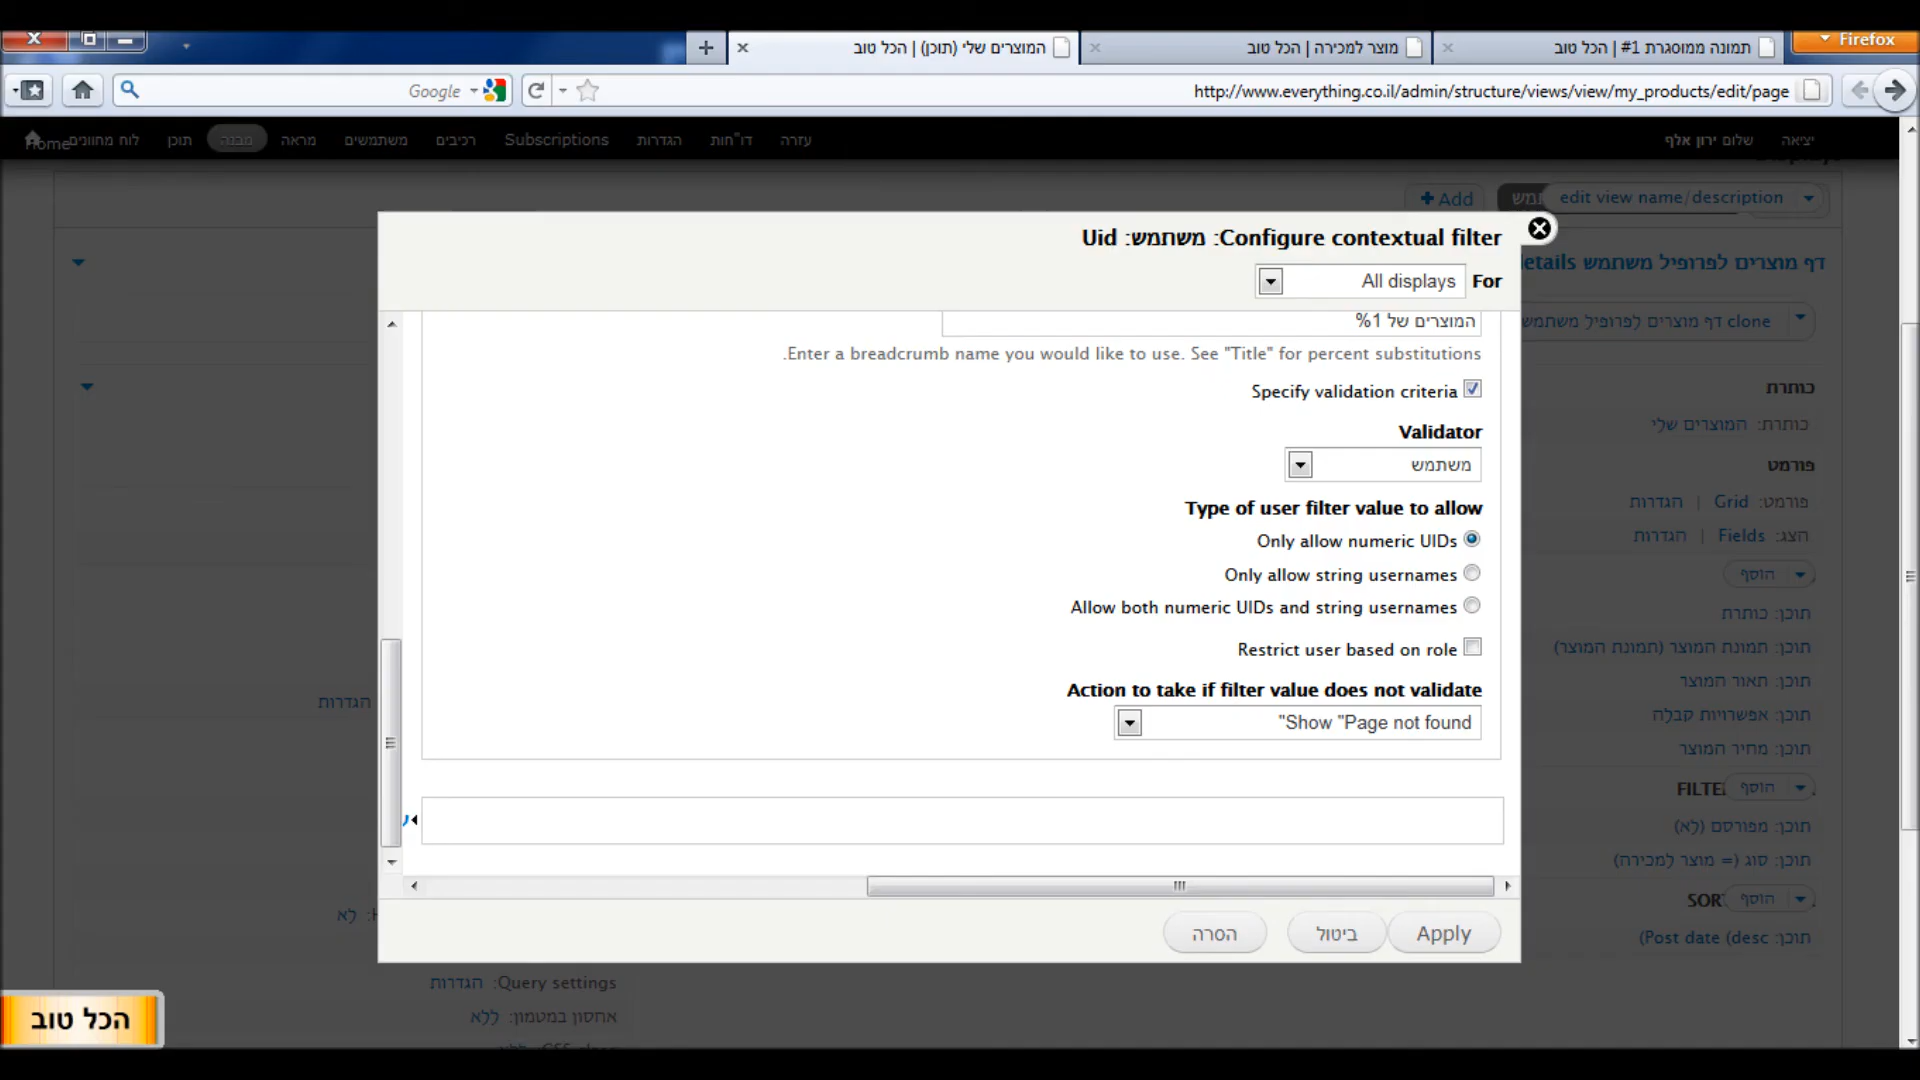 המוצרים שלי (תוכן) | הכל טוב
מוצר למכירה | הכל טוב
תמונה ממוסגרת #1 | הכל טוב
Firefox
Google
http://www.everything.co.il/admin/structure/views/view/my_products/edit/page
Home
לוח מחוונים
תוכן
מבנה
מראה
משתמשים
רכיבים
Subscriptions
הגדרות
דו"חות
עזרה
שלום ירון אלף
יציאה
Add
edit view name/description
דף מוצרים לפרופיל משתמש details
clone דף מוצרים לפרופיל משתמש
כותרת
כותרת: המוצרים שלי
פורמט
פורמט: Grid | הגדרות
הצג: Fields | הגדרות
הוסף
תוכן: כותרת
תוכן: תמונת המוצר (תמונת המוצר)
תוכן: תאור המוצר
תוכן: אפשרויות קבלה
תוכן: מחיר המוצר
הוסף
תוכן: מפורסם (לא)
תוכן: סוג (= מוצר למכירה)
הוסף
תוכן: Post date (desc)
Configure contextual filter: משתמש: Uid
For
All displays
המוצרים של %1
Enter a breadcrumb name you would like to use. See "Title" for percent substitutions.
Specify validation criteria
Validator
משתמש
Type of user filter value to allow
Only allow numeric UIDs
Only allow string usernames
Allow both numeric UIDs and string usernames
Restrict user based on role
Action to take if filter value does not validate
Show "Page not found"
Apply
ביטול
הסרה
הגדרות
לא
Query settings: הגדרות
אחסון במטמון: ללא
הכל טוב